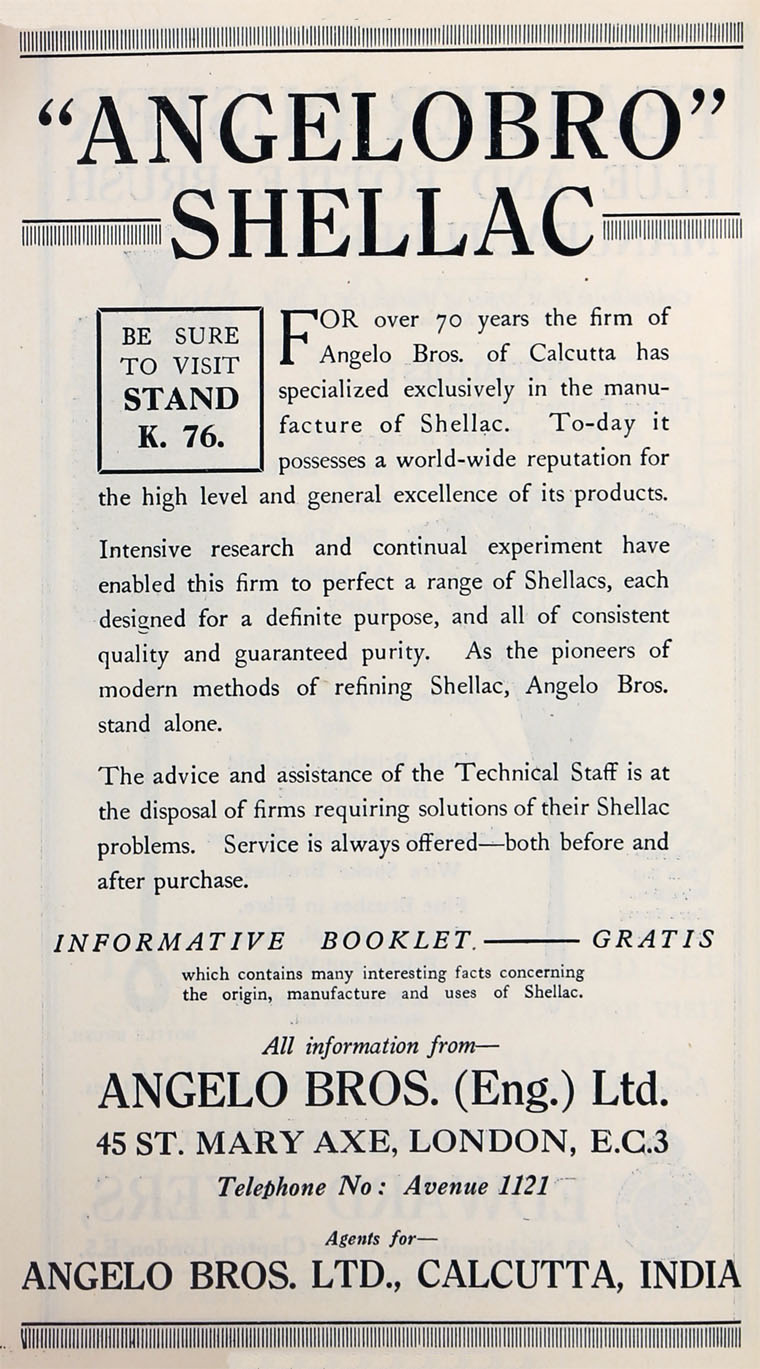 "ANGELOBRO"
SHELLAC
BE SURE
TO VISIT
STAND
K. 76.
FOR over 70 years the firm of
Angelo Bros. of Calcutta has
specialized exclusively in the manu-
facture of Shellac. To-day it
possesses a world-wide reputation for
the high level and general excellence of its products.
Intensive research and continual experiment have
enabled this firm to perfect a range of Shellacs, each
designed for a definite purpose, and all of consistent
quality and guaranteed purity. As the pioneers of
modern methods of refining Shellac, Angelo Bros.
stand alone.
The advice and assistance of the Technical Staff is at
the disposal of firms requiring solutions of their Shellac
problems. Service is always offered—both before and
after purchase.
INFORMATIVE BOOKLET.——GRATIS
which contains many interesting facts concerning
the origin, manufacture and uses of Shellac.
All information from—
ANGELO BROS. (Eng.) Ltd.
45 ST. MARY AXE, LONDON, E.C.3
Telephone No: Avenue 1121
Agents for—
ANGELO BROS. LTD., CALCUTTA, INDIA